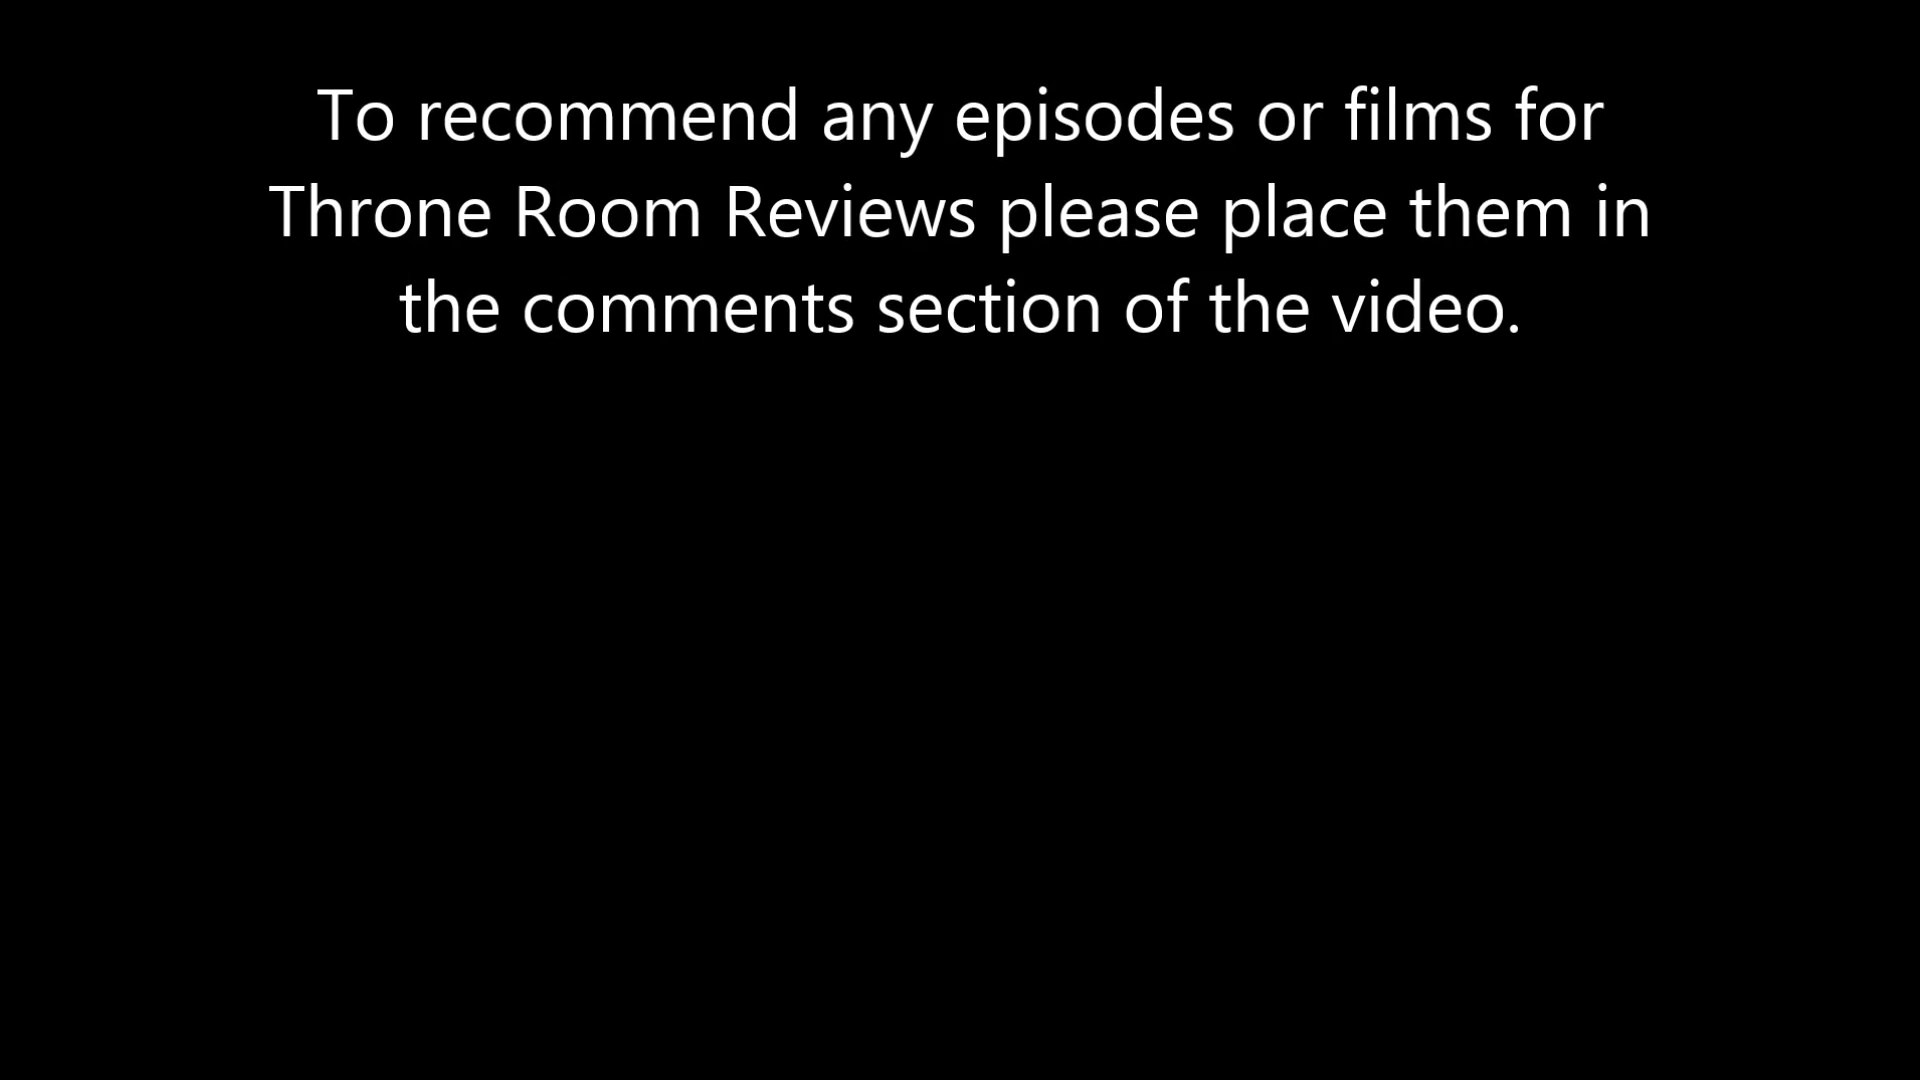 To recommend any episodes or films for
Throne Room Reviews please place them in
the comments section of the video.